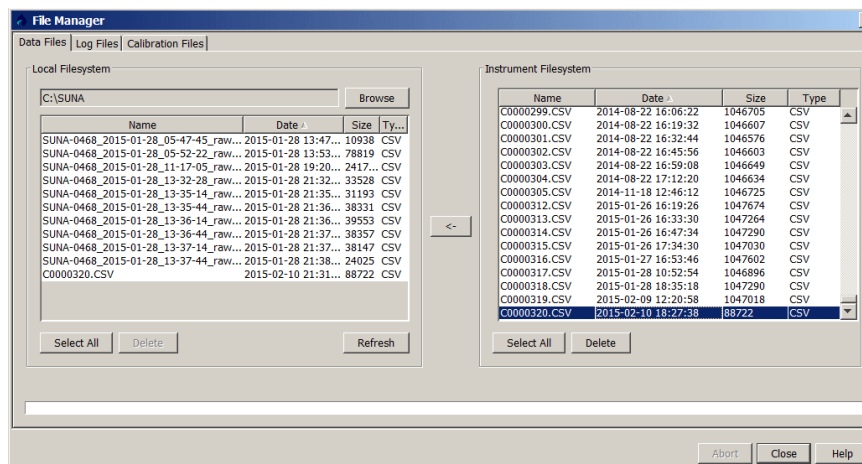 File Manager
Data Files Log Files Calibration Files
Local Filesystem
C:\SUNA Browse
Name Date Size Ty...
SUNA-0468_2015-01-28_05-47-45_raw... 2015-01-28 13:47... 10938 CSV
SUNA-0468_2015-01-28_05-52-22_raw... 2015-01-28 13:53... 78819 CSV
SUNA-0468_2015-01-28_11-17-05_raw... 2015-01-28 19:20... 2417... CSV
SUNA-0468_2015-01-28_13-32-28_raw... 2015-01-28 21:32... 33528 CSV
SUNA-0468_2015-01-28_13-35-14_raw... 2015-01-28 21:35... 31193 CSV
SUNA-0468_2015-01-28_13-35-44_raw... 2015-01-28 21:36... 38331 CSV
SUNA-0468_2015-01-28_13-36-14_raw... 2015-01-28 21:36... 39553 CSV
SUNA-0468_2015-01-28_13-36-44_raw... 2015-01-28 21:37... 38357 CSV
SUNA-0468_2015-01-28_13-37-14_raw... 2015-01-28 21:37... 38147 CSV
SUNA-0468_2015-01-28_13-37-44_raw... 2015-01-28 21:38... 24025 CSV
C0000320.CSV 2015-02-10 21:31... 88722 CSV
Select All Delete Refresh
<-
Instrument Filesystem
Name Date Size Type
C0000299.CSV 2014-08-22 16:06:22 1046705 CSV
C0000300.CSV 2014-08-22 16:19:32 1046607 CSV
C0000301.CSV 2014-08-22 16:32:44 1046576 CSV
C0000302.CSV 2014-08-22 16:45:56 1046603 CSV
C0000303.CSV 2014-08-22 16:59:08 1046649 CSV
C0000304.CSV 2014-08-22 17:12:20 1046634 CSV
C0000305.CSV 2014-11-18 12:46:12 1046725 CSV
C0000312.CSV 2015-01-26 16:19:26 1047674 CSV
C0000313.CSV 2015-01-26 16:33:30 1047264 CSV
C0000314.CSV 2015-01-26 16:47:34 1047290 CSV
C0000315.CSV 2015-01-26 17:34:30 1047030 CSV
C0000316.CSV 2015-01-27 16:53:46 1047602 CSV
C0000317.CSV 2015-01-28 10:52:54 1046896 CSV
C0000318.CSV 2015-01-28 18:35:18 1047290 CSV
C0000319.CSV 2015-02-09 12:20:58 1047018 CSV
C0000320.CSV 2015-02-10 18:27:38 88722 CSV
Select All Delete
Abort Close Help